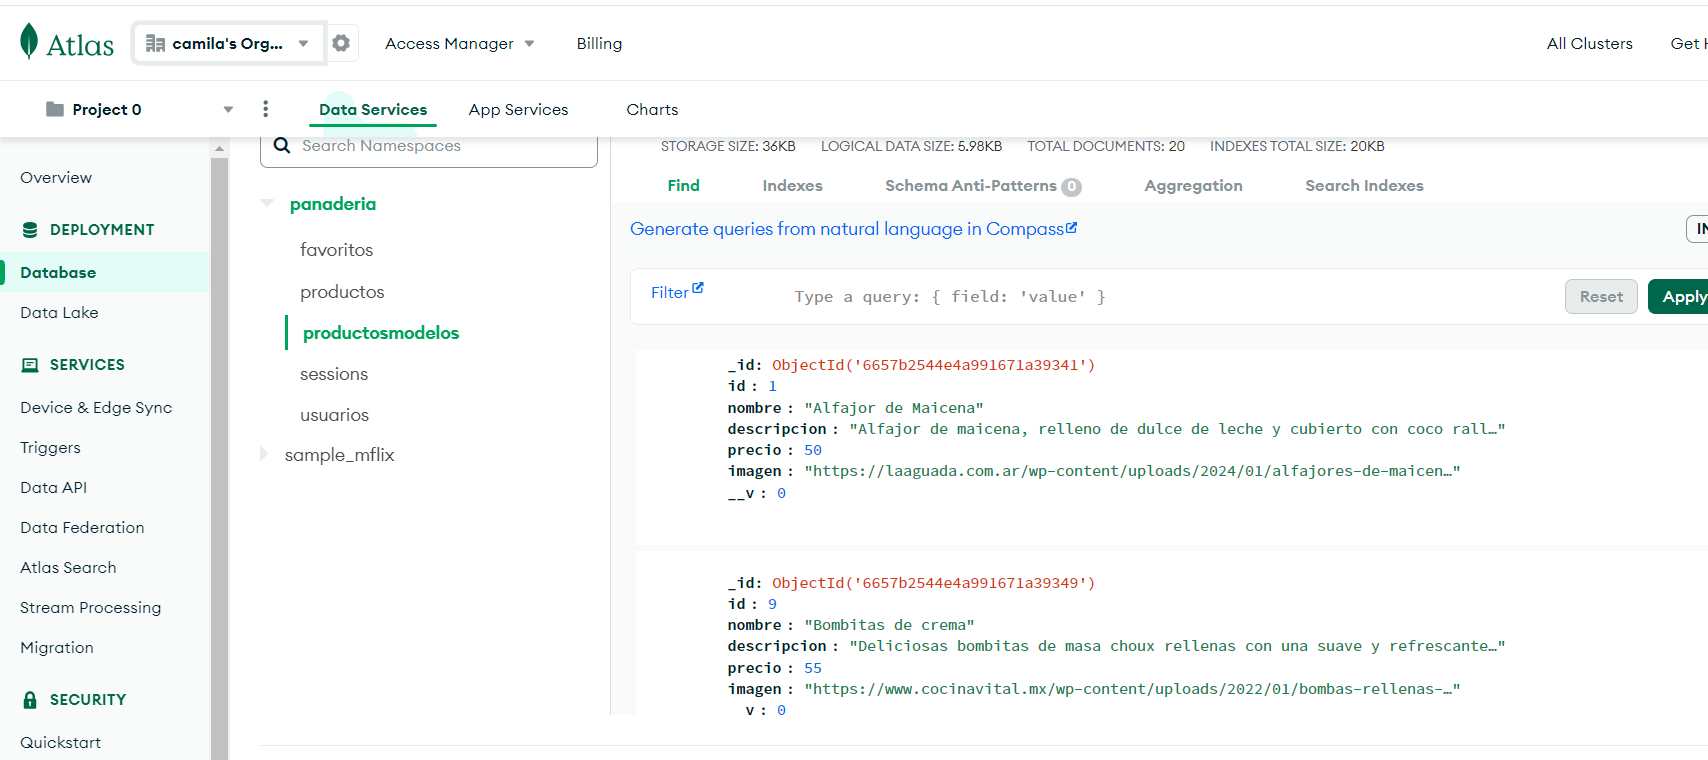 Atlas
camila's Org...
Access Manager
Billing
All Clusters
Get
Project 0
Data Services
App Services
Charts
Overview
DEPLOYMENT
Database
Data Lake
SERVICES
Device & Edge Sync
Triggers
Data API
Data Federation
Atlas Search
Stream Processing
Migration
SECURITY
Quickstart
Search Namespaces
panaderia
favoritos
productos
productosmodelos
sessions
usuarios
sample_mflix
STORAGE SIZE: 36KB LOGICAL DATA SIZE: 5.98KB TOTAL DOCUMENTS: 20 INDEXES TOTAL SIZE: 20KB
Find Indexes Schema Anti-Patterns 0 Aggregation Search Indexes
Generate queries from natural language in Compass
IN
Filter
Type a query: { field: 'value' }
Reset
Apply
_id: ObjectId('6657b2544e4a991671a39341')
id : 1
nombre : "Alfajor de Maicena"
descripcion : "Alfajor de maicena, relleno de dulce de leche y cubierto con coco rall…"
precio : 50
imagen : "https://laaguada.com.ar/wp-content/uploads/2024/01/alfajores-de-maicen…"
__v : 0
_id: ObjectId('6657b2544e4a991671a39349')
id : 9
nombre : "Bombitas de crema"
descripcion : "Deliciosas bombitas de masa choux rellenas con una suave y refrescante…"
precio : 55
imagen : "https://www.cocinavital.mx/wp-content/uploads/2022/01/bombas-rellenas-…"
v : 0